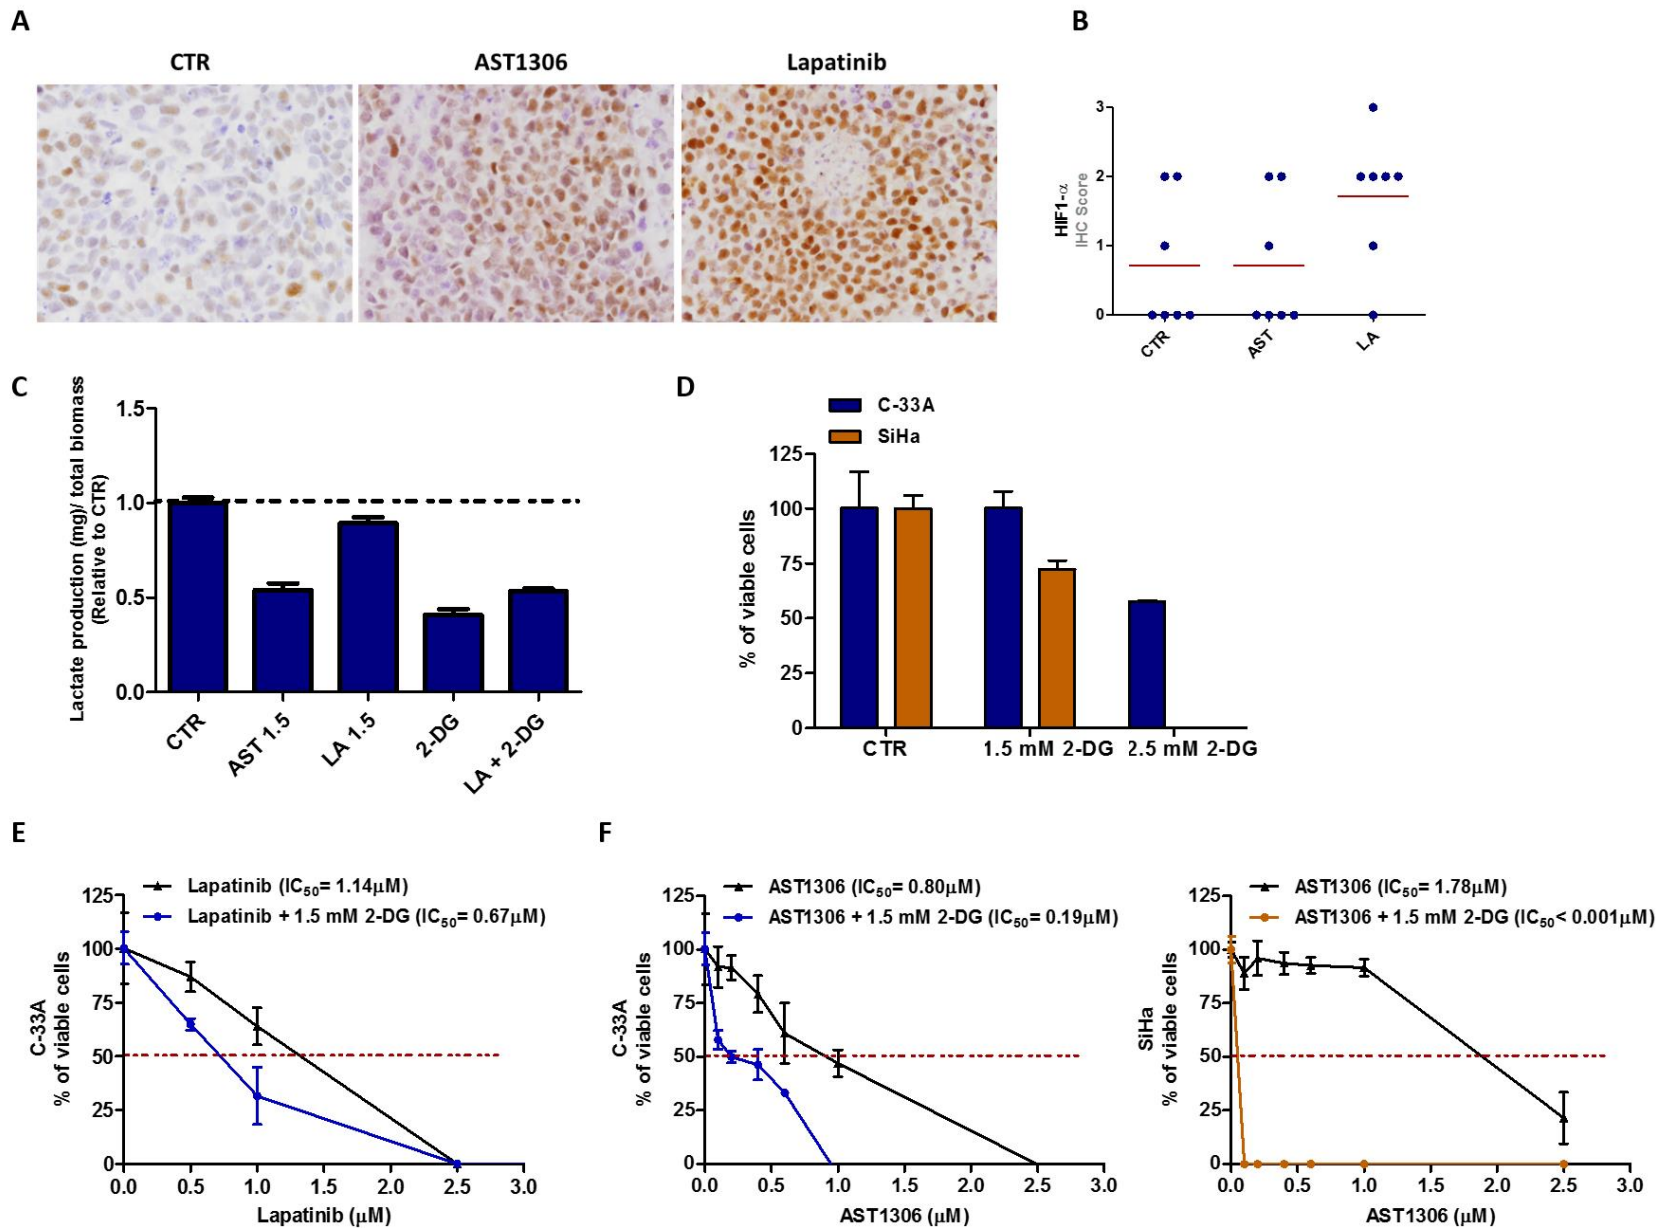 A
B
CTR
AST1306
Lapatinib
3
2
1
0
HIF1-α
IHC Score
CTR
AST
LA
C
D
Lactate production (mg)/ total biomass
(Relative to CTR)
1.5
1.0
0.5
0.0
CTR
AST 1.5
LA 1.5
2-DG
LA + 2-DG
C-33A
SiHa
% of viable cells
125
100
75
50
25
0
CTR
1.5 mM 2-DG
2.5 mM 2-DG
E
F
Lapatinib (IC50= 1.14μM)
Lapatinib + 1.5 mM 2-DG (IC50= 0.67μM)
C-33A
% of viable cells
125
100
75
50
25
0
0.0 0.5 1.0 1.5 2.0 2.5 3.0
Lapatinib (μM)
AST1306 (IC50= 0.80μM)
AST1306 + 1.5 mM 2-DG (IC50= 0.19μM)
C-33A
% of viable cells
125
100
75
50
25
0
0.0 0.5 1.0 1.5 2.0 2.5 3.0
AST1306 (μM)
AST1306 (IC50= 1.78μM)
AST1306 + 1.5 mM 2-DG (IC50< 0.001μM)
SiHa
% of viable cells
125
100
75
50
25
0
0.0 0.5 1.0 1.5 2.0 2.5 3.0
AST1306 (μM)